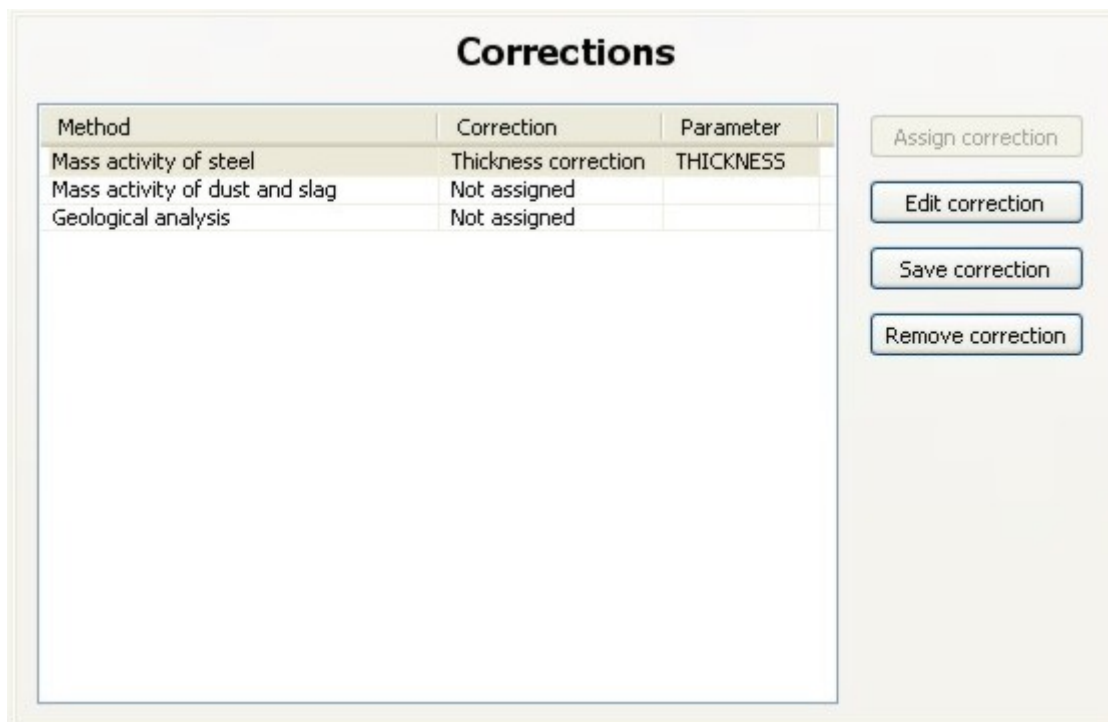 Corrections
Method Correction Parameter
Mass activity of steel Thickness correction THICKNESS
Mass activity of dust and slag Not assigned
Geological analysis Not assigned
Assign correction
Edit correction
Save correction
Remove correction